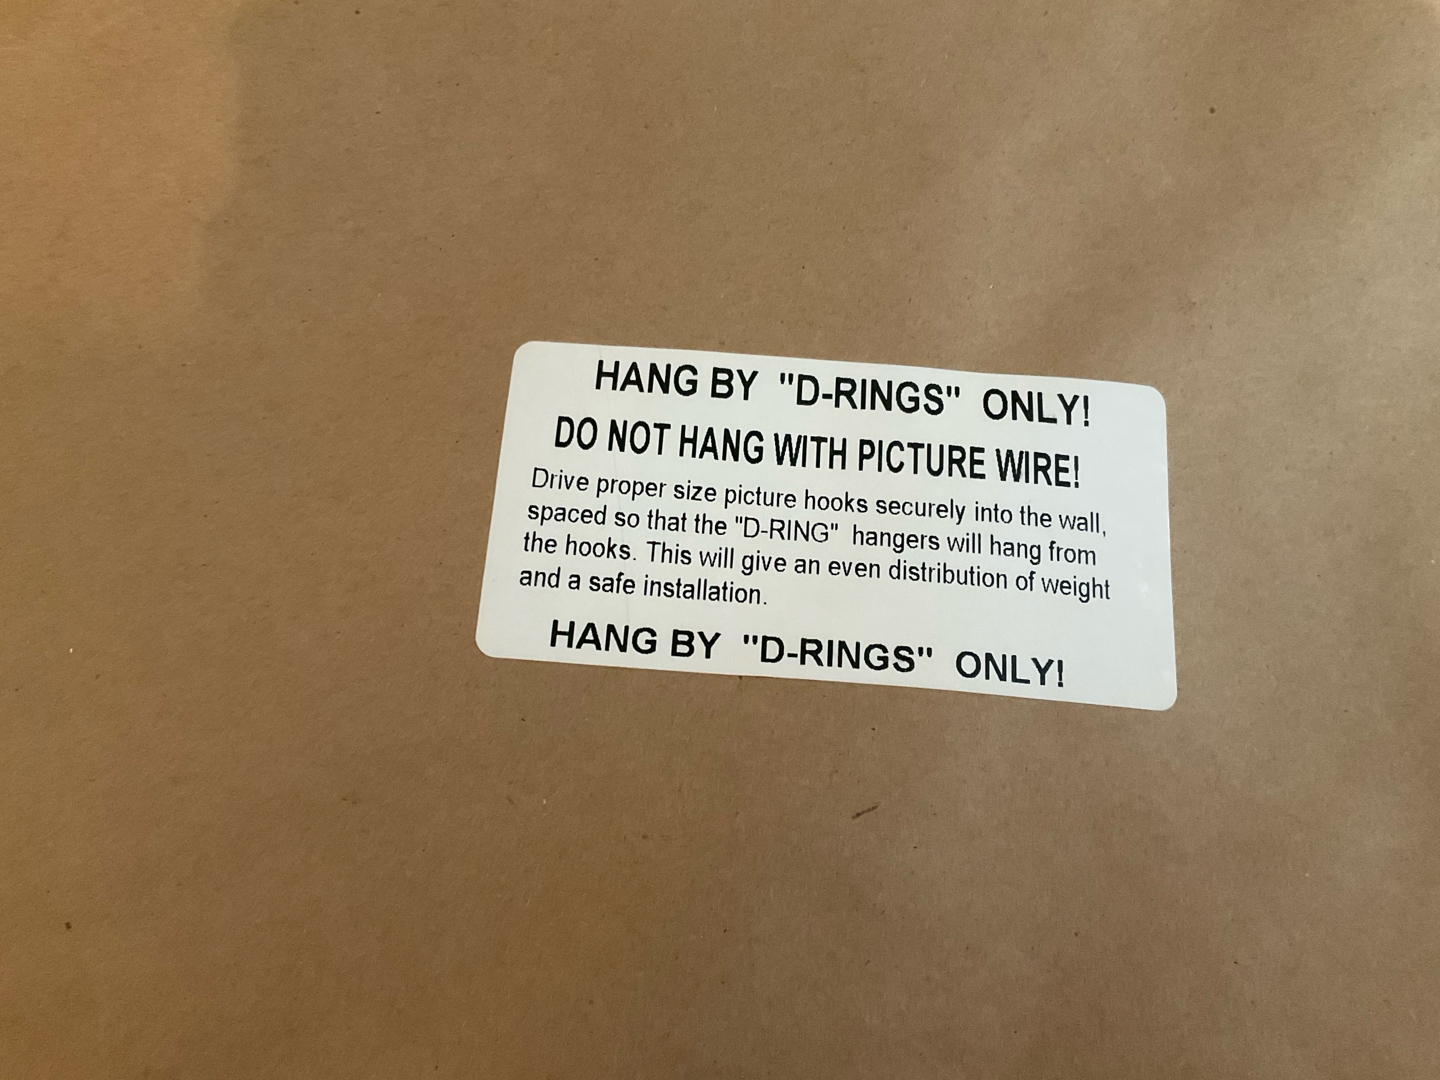 HANG BY "D-RINGS" ONLY!
DO NOT HANG WITH PICTURE WIRE!
Drive proper size picture hooks securely into the wall,
spaced so that the "D-RING" hangers will hang from
the hooks. This will give an even distribution of weight
and a safe installation.
HANG BY "D-RINGS" ONLY!